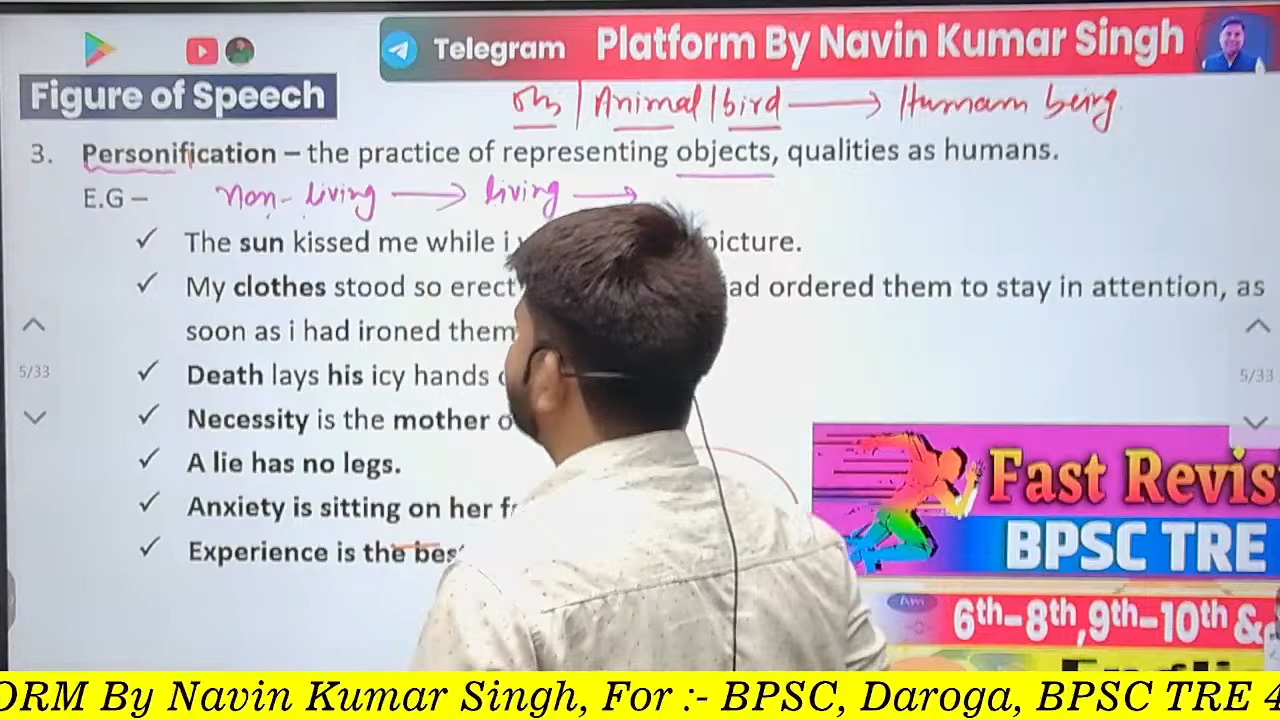 Telegram Platform By Navin Kumar Singh
Figure of Speech
| Animal | bird → Humam being
3. Personification – the practice of representing objects, qualities as humans.
E.G – non-living → living →
✓ The sun kissed me while i picture.
✓ My clothes stood so erect ad ordered them to stay in attention, as
soon as i had ironed them
5/33
5/33
✓ Death lays his icy hands
✓ Necessity is the mother o
✓ A lie has no legs.
✓ Anxiety is sitting on her f
✓ Experience is the bes
Fast Revis
BPSC TRE
6th-8th, 9th-10th &
ORM By Navin Kumar Singh, For :- BPSC, Daroga, BPSC TRE 4